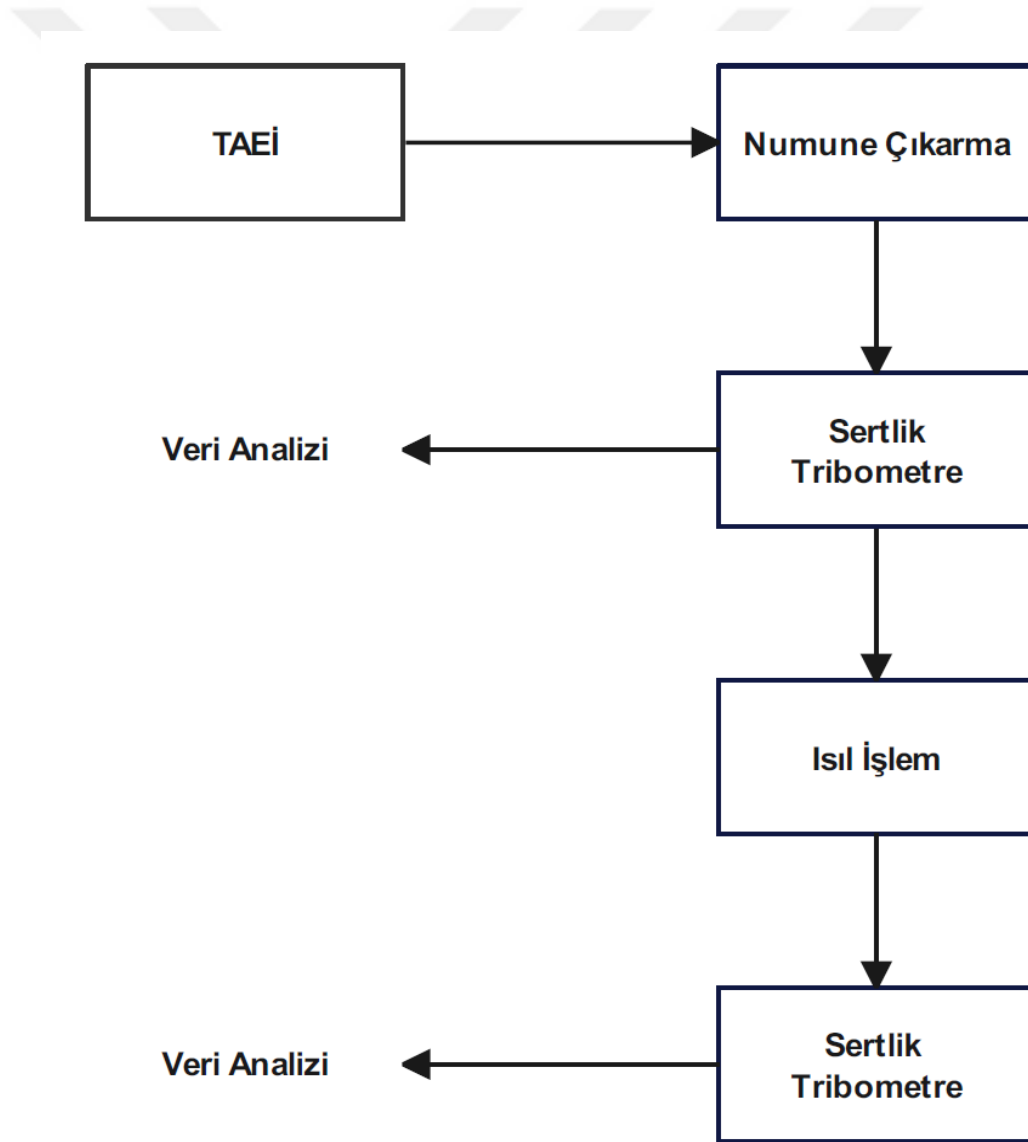 TAEİ
Numune Çıkarma
Sertlik
Tribometre
Veri Analizi
Isıl İşlem
Sertlik
Tribometre
Veri Analizi